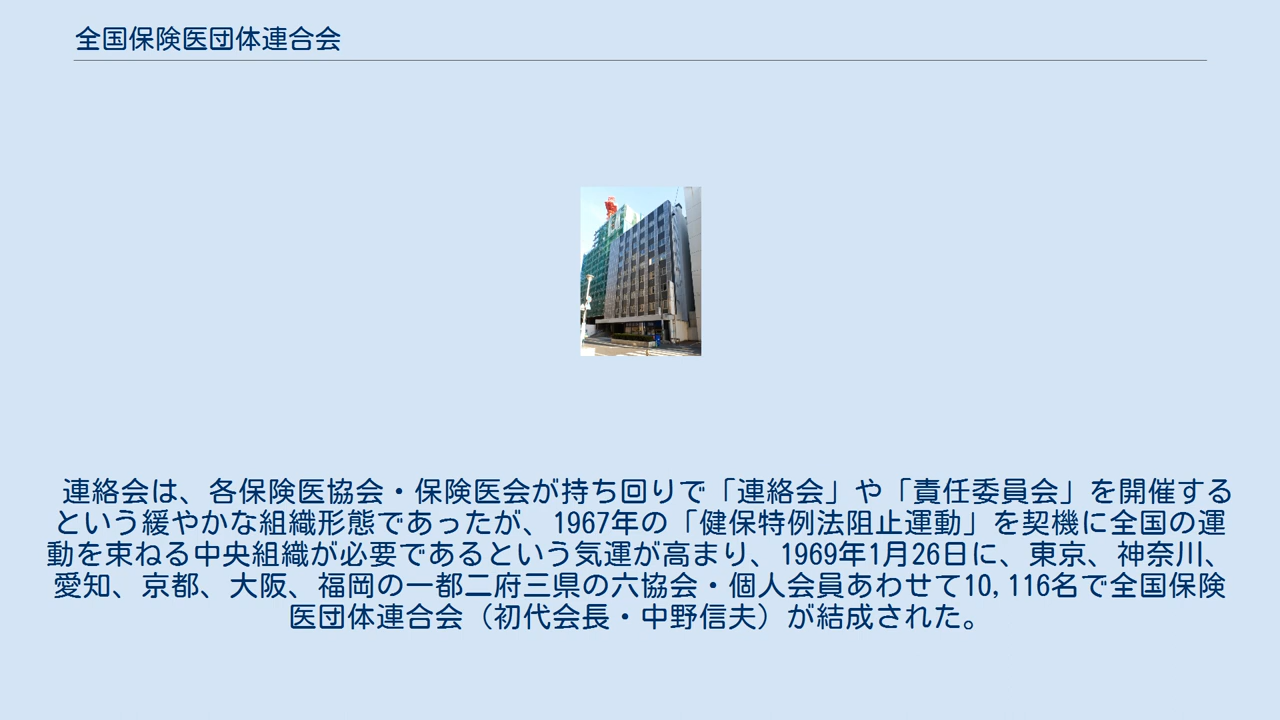 全国保険医団体連合会
連絡会は、各保険医協会・保険医会が持ち回りで「連絡会」や「責任委員会」を開催する
という緩やかな組織形態であったが、1967年の「健保特例法阻止運動」を契機に全国の運
動を束ねる中央組織が必要であるという気運が高まり、1969年1月26日に、東京、神奈川、
愛知、京都、大阪、福岡の一都二府三県の六協会・個人会員あわせて10,116名で全国保険
医団体連合会（初代会長・中野信夫）が結成された。